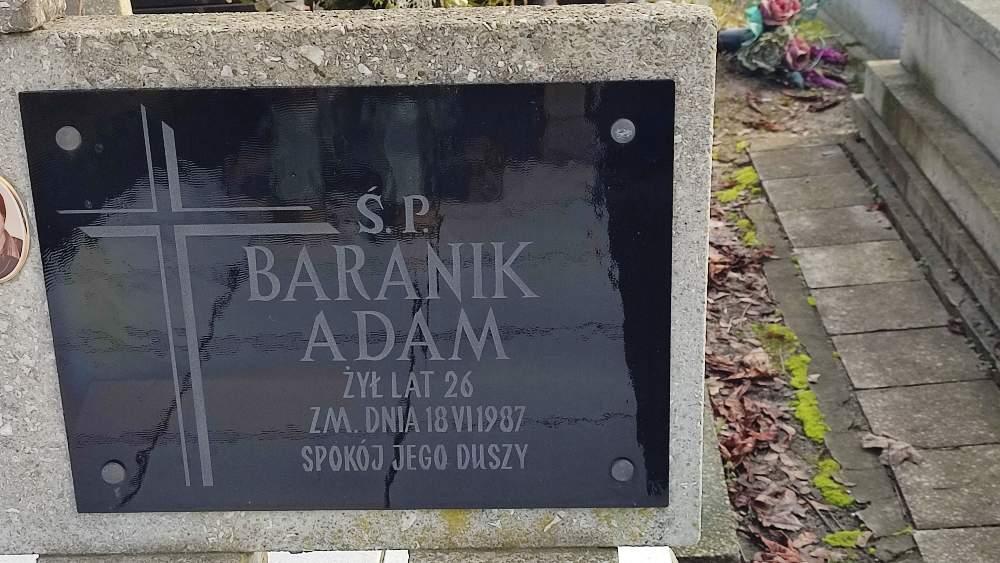 Ś.P.
BARANIK
ADAM
ŻYŁ LAT 26
ZM. DNIA 18 VI 1987
SPOKÓJ JEGO DUSZY